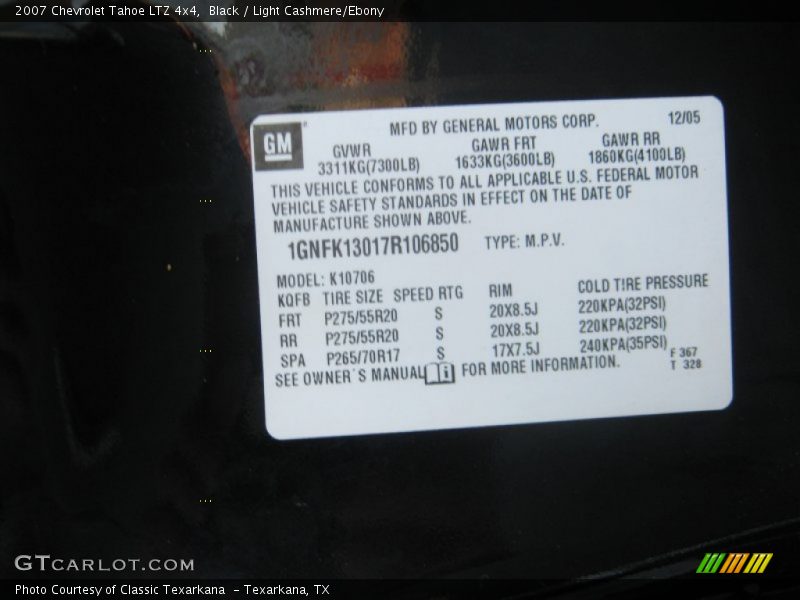 2007 Chevrolet Tahoe LTZ 4x4, Black / Light Cashmere/Ebony
GM
MFD BY GENERAL MOTORS CORP. 12/05
GVWR GAWR FRT GAWR RR
3311KG(7300LB) 1633KG(3600LB) 1860KG(4100LB)
THIS VEHICLE CONFORMS TO ALL APPLICABLE U.S. FEDERAL MOTOR
VEHICLE SAFETY STANDARDS IN EFFECT ON THE DATE OF
MANUFACTURE SHOWN ABOVE.
1GNFK13017R106850 TYPE: M.P.V.
MODEL: K10706
KQFB TIRE SIZE SPEED RTG RIM COLD TIRE PRESSURE
FRT P275/55R20 S 20X8.5J 220KPA(32PSI)
RR P275/55R20 S 20X8.5J 220KPA(32PSI)
SPA P265/70R17 S 17X7.5J 240KPA(35PSI)
SEE OWNER'S MANUAL FOR MORE INFORMATION.
F 367
T 328
GTCARLOT.COM
Photo Courtesy of Classic Texarkana - Texarkana, TX